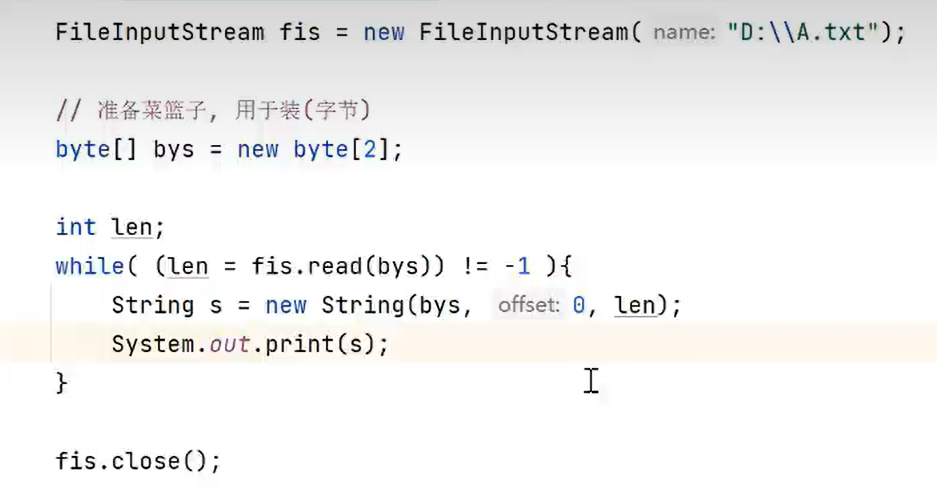 FileInputStream fis = new FileInputStream( name: "D:\\A.txt");
// 准备菜篮子, 用于装(字节)
byte[] bys = new byte[2];
int len;
while( (len = fis.read(bys)) != -1 ){
String s = new String(bys, offset: 0, len);
System.out.print(s);
}
fis.close();